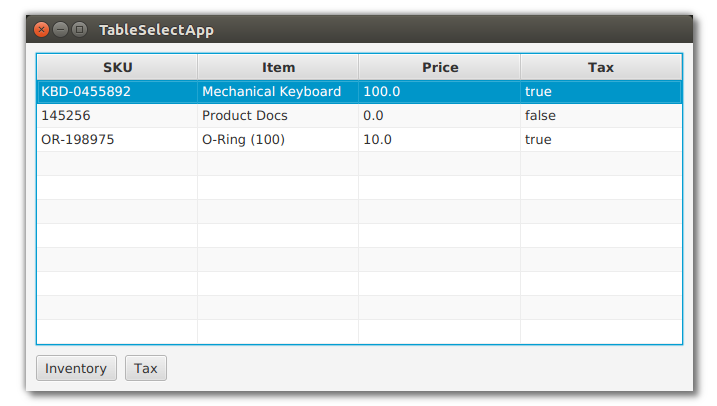 TableSelectApp
SKU Item Price Tax
KBD-0455892 Mechanical Keyboard 100.0 true
145256 Product Docs 0.0 false
OR-198975 O-Ring (100) 10.0 true
Inventory Tax